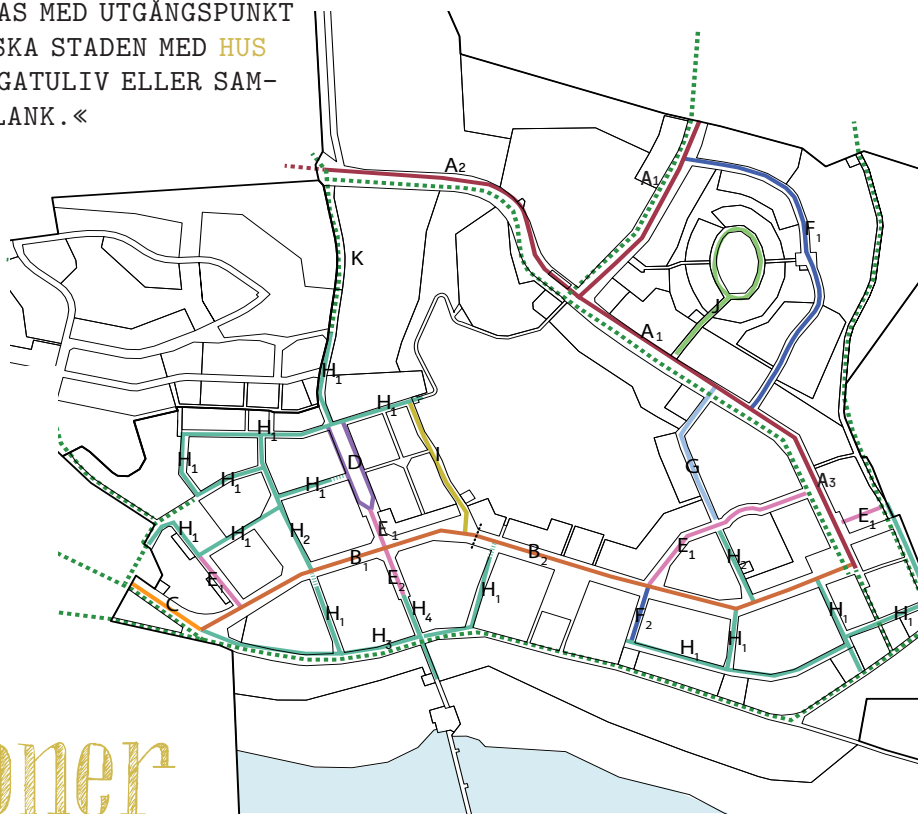 AS MED UTGÅNGSPUNKT
SKA STADEN MED HUS
GATULIV ELLER SAM-
LANK.«
A2
A1
F1
K
J
A1
H1
H1
H1
D
I
G
H1
H1
H1
A3
E1
H1
H1
H2
E1
B1
B2
E1
H2
E1
E2
C
H1
H4
H1
F2
H1
H1
H3
H1
H1
oner